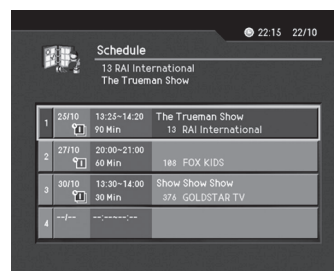 22:15 22/10
Schedule
13 RAI International
The Trueman Show
1 25/10 13:25~14:20 The Trueman Show
90 Min 13 RAI International
2 27/10 20:00~21:00
60 Min 108 FOX KIDS
3 30/10 13:30~14:00 Show Show Show
30 Min 376 GOLDSTAR TV
4 --/-- --:--~--:--